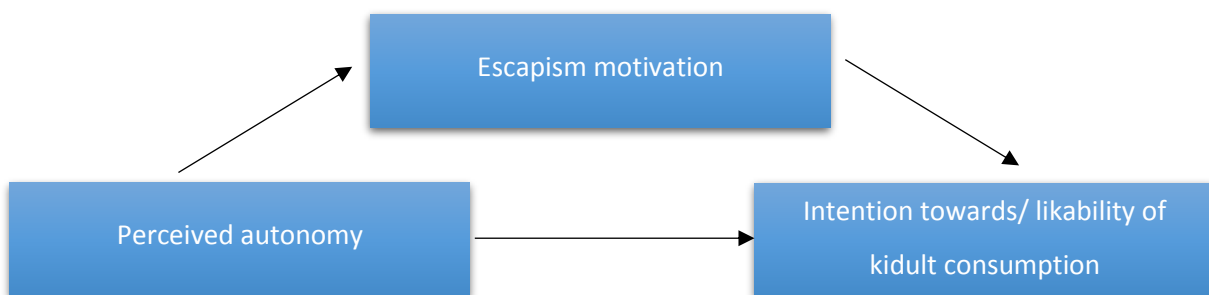 Escapism motivation
Perceived autonomy
Intention towards/ likability of
kidult consumption